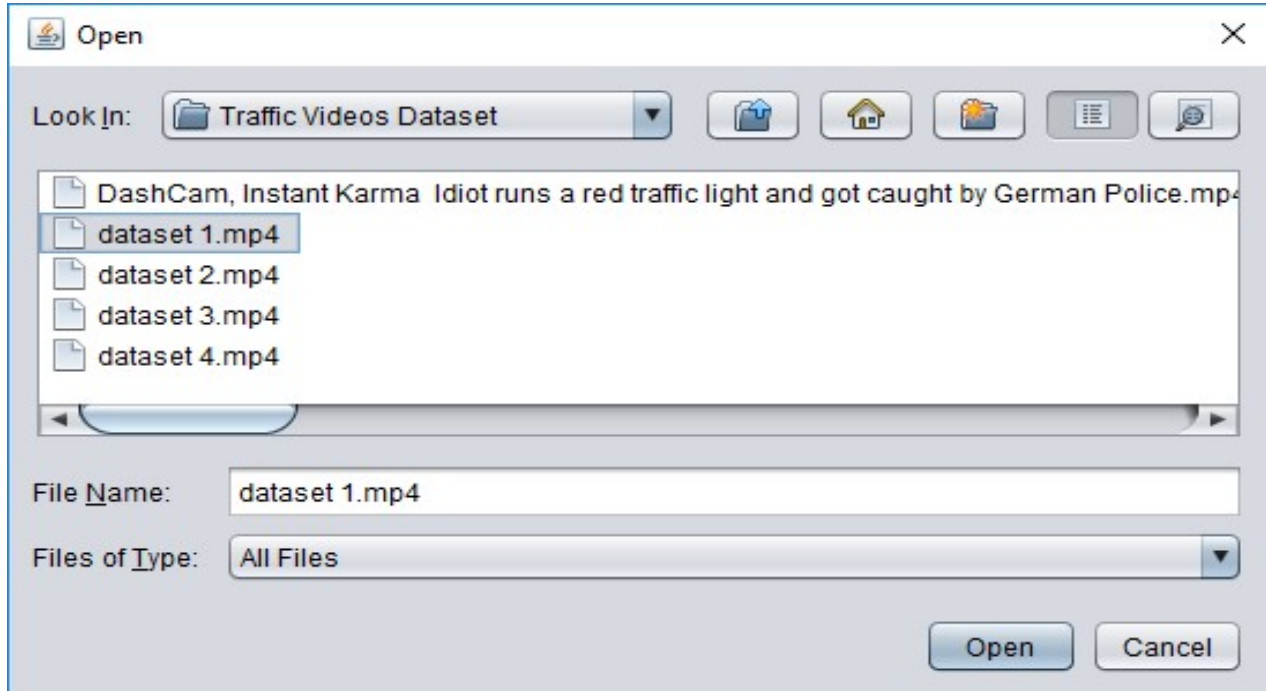 Open
Look In: Traffic Videos Dataset
DashCam, Instant Karma  Idiot runs a red traffic light and got caught by German Police.mp4
dataset 1.mp4
dataset 2.mp4
dataset 3.mp4
dataset 4.mp4
File Name: dataset 1.mp4
Files of Type: All Files
Open Cancel